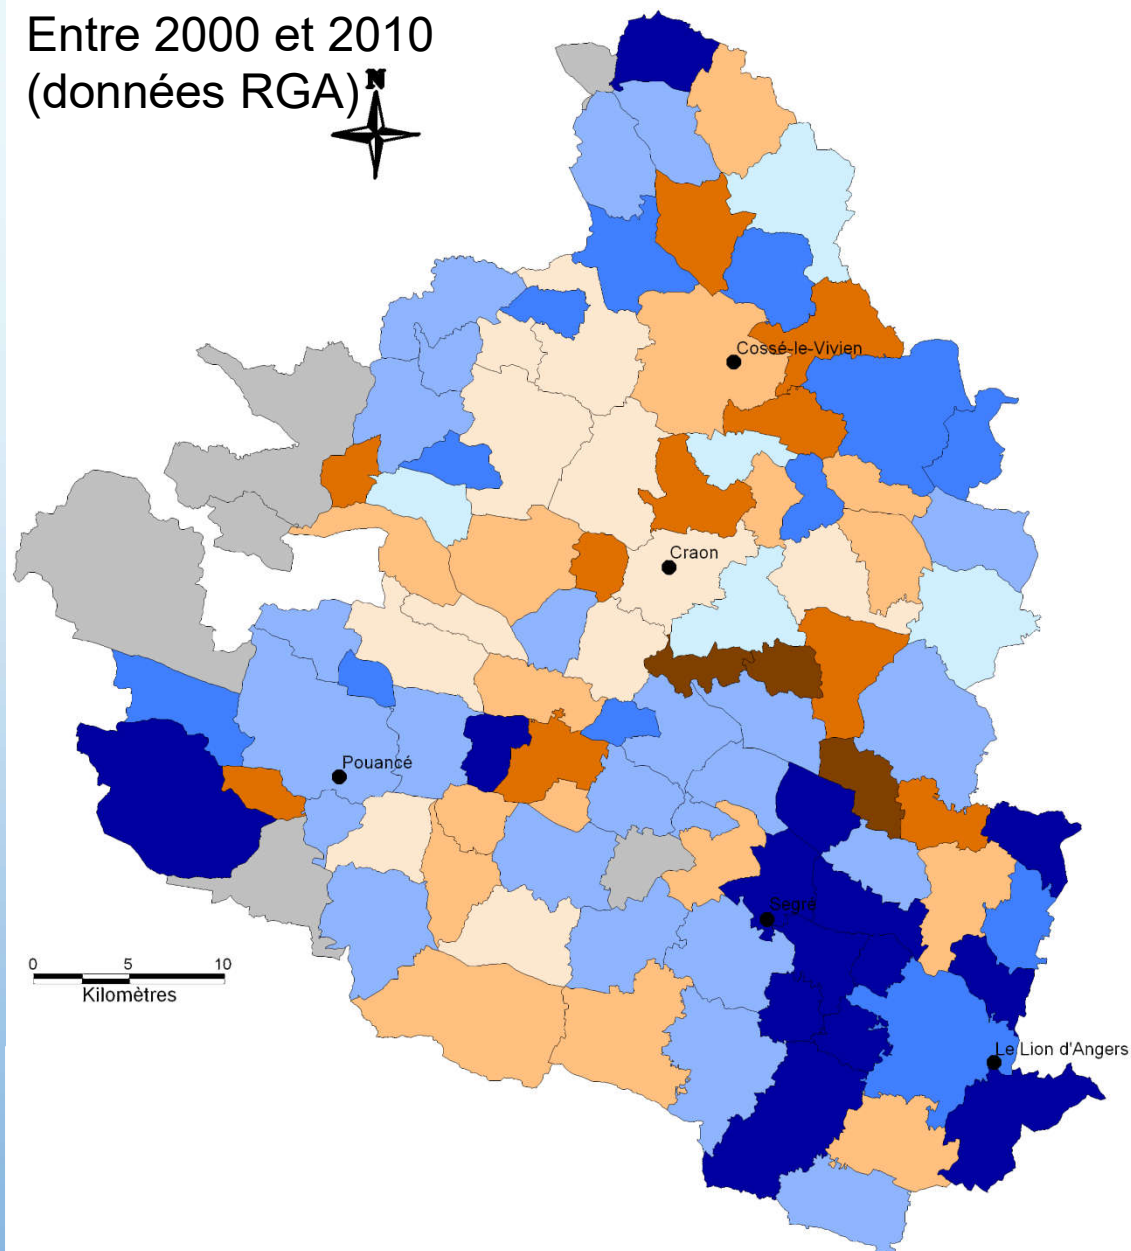 Entre 2000 et 2010
(données RGA)
N
Cossé-le-Vivien
Craon
Pouancé
Segré
0 5 10
Kilomètres
Le Lion d'Angers